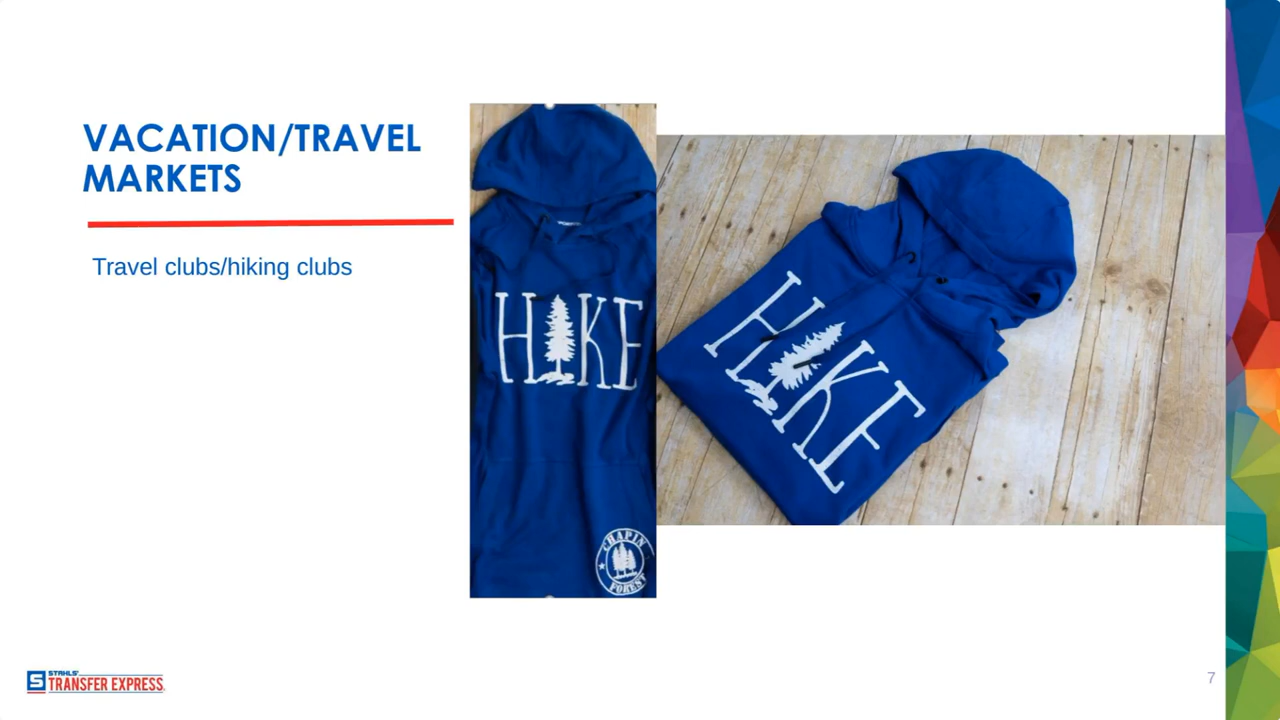 VACATION/TRAVEL
MARKETS
Travel clubs/hiking clubs
HIKE
CHAPIN
FOREST
HIKE
STAHLS'
TRANSFER EXPRESS
7